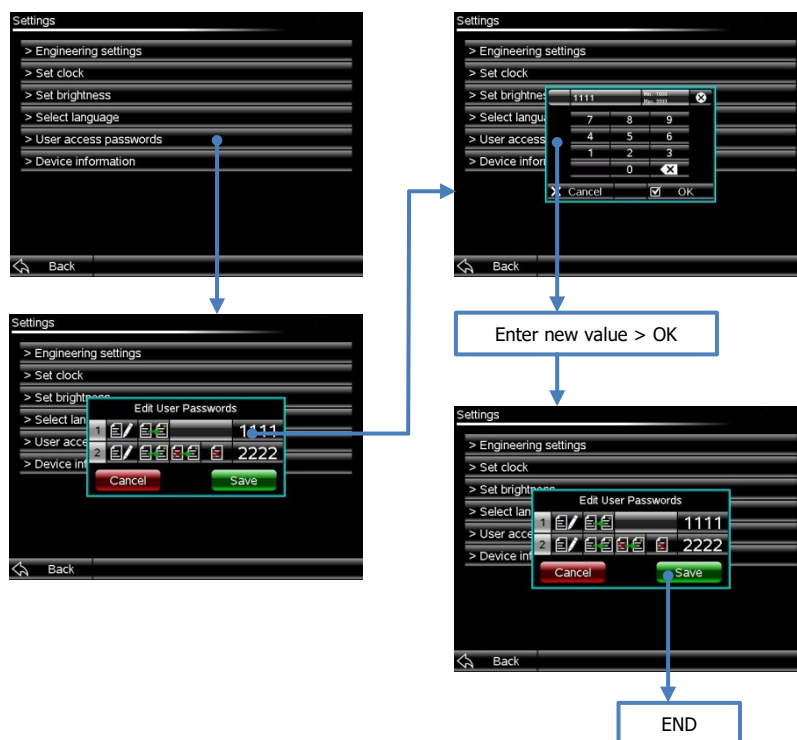 Settings
> Engineering settings
> Set clock
> Set brightness
> Select language
> User access passwords
> Device information
Back
Settings
> Engineering settings
> Set clock
> Set brightness
Edit User Passwords
> Select lan
1 1111
> User acce
2 2222
> Device inf
Cancel Save
Back
Settings
> Engineering settings
> Set clock
> Set brightnes
1111
> Select langua
7 8 9
> User access
4 5 6
> Device inform
1 2 3
0
Cancel OK
Back
Enter new value > OK
Settings
> Engineering settings
> Set clock
> Set brightness
Edit User Passwords
> Select lan
1 1111
> User acce
2 2222
> Device inf
Cancel Save
Back
END